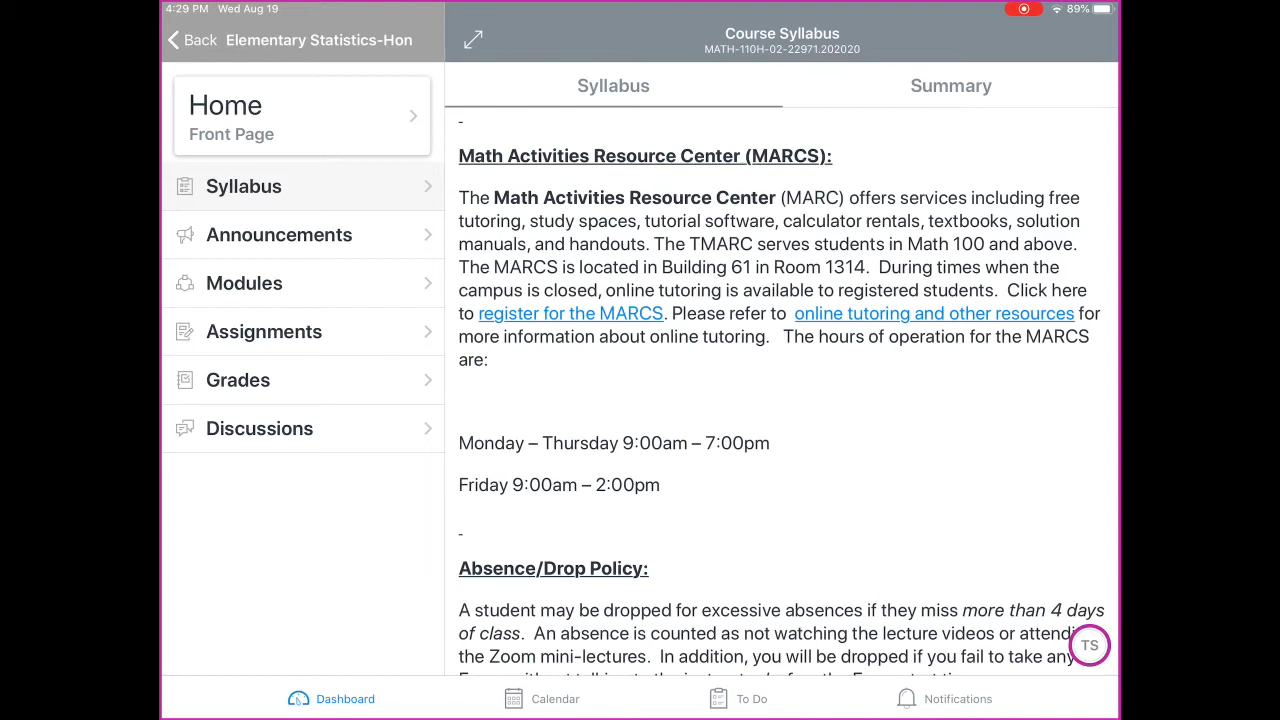 4:29 PM Wed Aug 19
89%
Back Elementary Statistics-Hon
Course Syllabus
MATH-110H-02-22971.202020
Home
Front Page
Syllabus
Announcements
Modules
Assignments
Grades
Discussions
Syllabus Summary
-
Math Activities Resource Center (MARCS):
The Math Activities Resource Center (MARC) offers services including free
tutoring, study spaces, tutorial software, calculator rentals, textbooks, solution
manuals, and handouts. The TMARC serves students in Math 100 and above.
The MARCS is located in Building 61 in Room 1314. During times when the
campus is closed, online tutoring is available to registered students. Click here
to register for the MARCS. Please refer to online tutoring and other resources for
more information about online tutoring. The hours of operation for the MARCS
are:
Monday – Thursday 9:00am – 7:00pm
Friday 9:00am – 2:00pm
-
Absence/Drop Policy:
A student may be dropped for excessive absences if they miss more than 4 days
of class. An absence is counted as not watching the lecture videos or attendi
the Zoom mini-lectures. In addition, you will be dropped if you fail to take any
TS
Dashboard
Calendar
To Do
Notifications